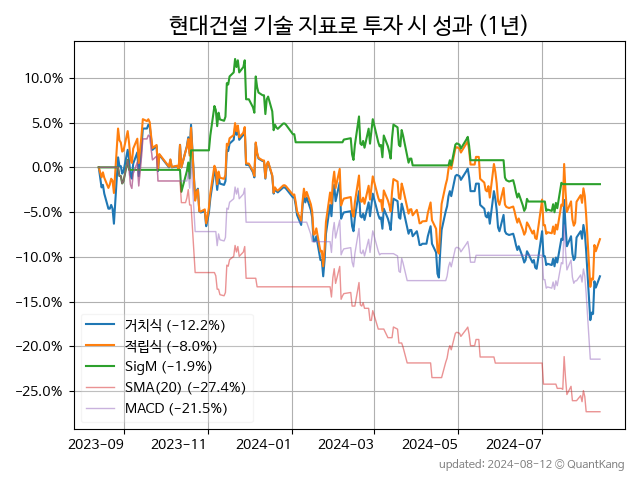 현대건설 기술 지표로 투자 시 성과 (1년)
10.0%
5.0%
0.0%
−5.0%
−10.0%
−15.0%
−20.0%
−25.0%
거치식 (−12.2%)
적립식 (−8.0%)
SigM (−1.9%)
SMA(20) (−27.4%)
MACD (−21.5%)
2023-09 2023-11 2024-01 2024-03 2024-05 2024-07
updated: 2024-08-12 ⓒ QuantKang